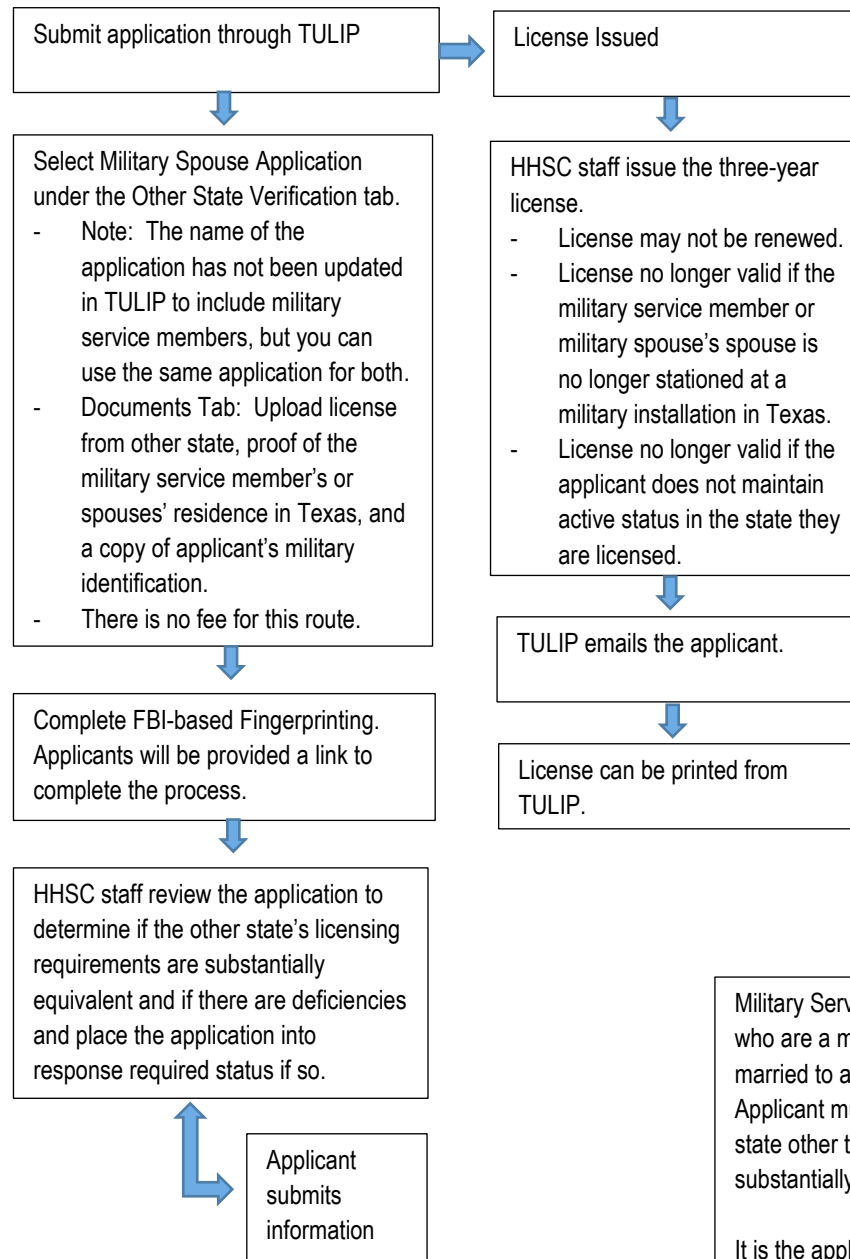 Submit application through TULIP
Select Military Spouse Application
under the Other State Verification tab.
- Note: The name of the
application has not been updated
in TULIP to include military
service members, but you can
use the same application for both.
- Documents Tab: Upload license
from other state, proof of the
military service member's or
spouses' residence in Texas, and
a copy of applicant's military
identification.
- There is no fee for this route.
Complete FBI-based Fingerprinting.
Applicants will be provided a link to
complete the process.
HHSC staff review the application to
determine if the other state's licensing
requirements are substantially
equivalent and if there are deficiencies
and place the application into
response required status if so.
Applicant
submits
information
License Issued
HHSC staff issue the three-year
license.
- License may not be renewed.
- License no longer valid if the
military service member or
military spouse's spouse is
no longer stationed at a
military installation in Texas.
- License no longer valid if the
applicant does not maintain
active status in the state they
are licensed.
TULIP emails the applicant.
License can be printed from
TULIP.
Military
who are a
married to
Applicant
state other
substantially
It is the